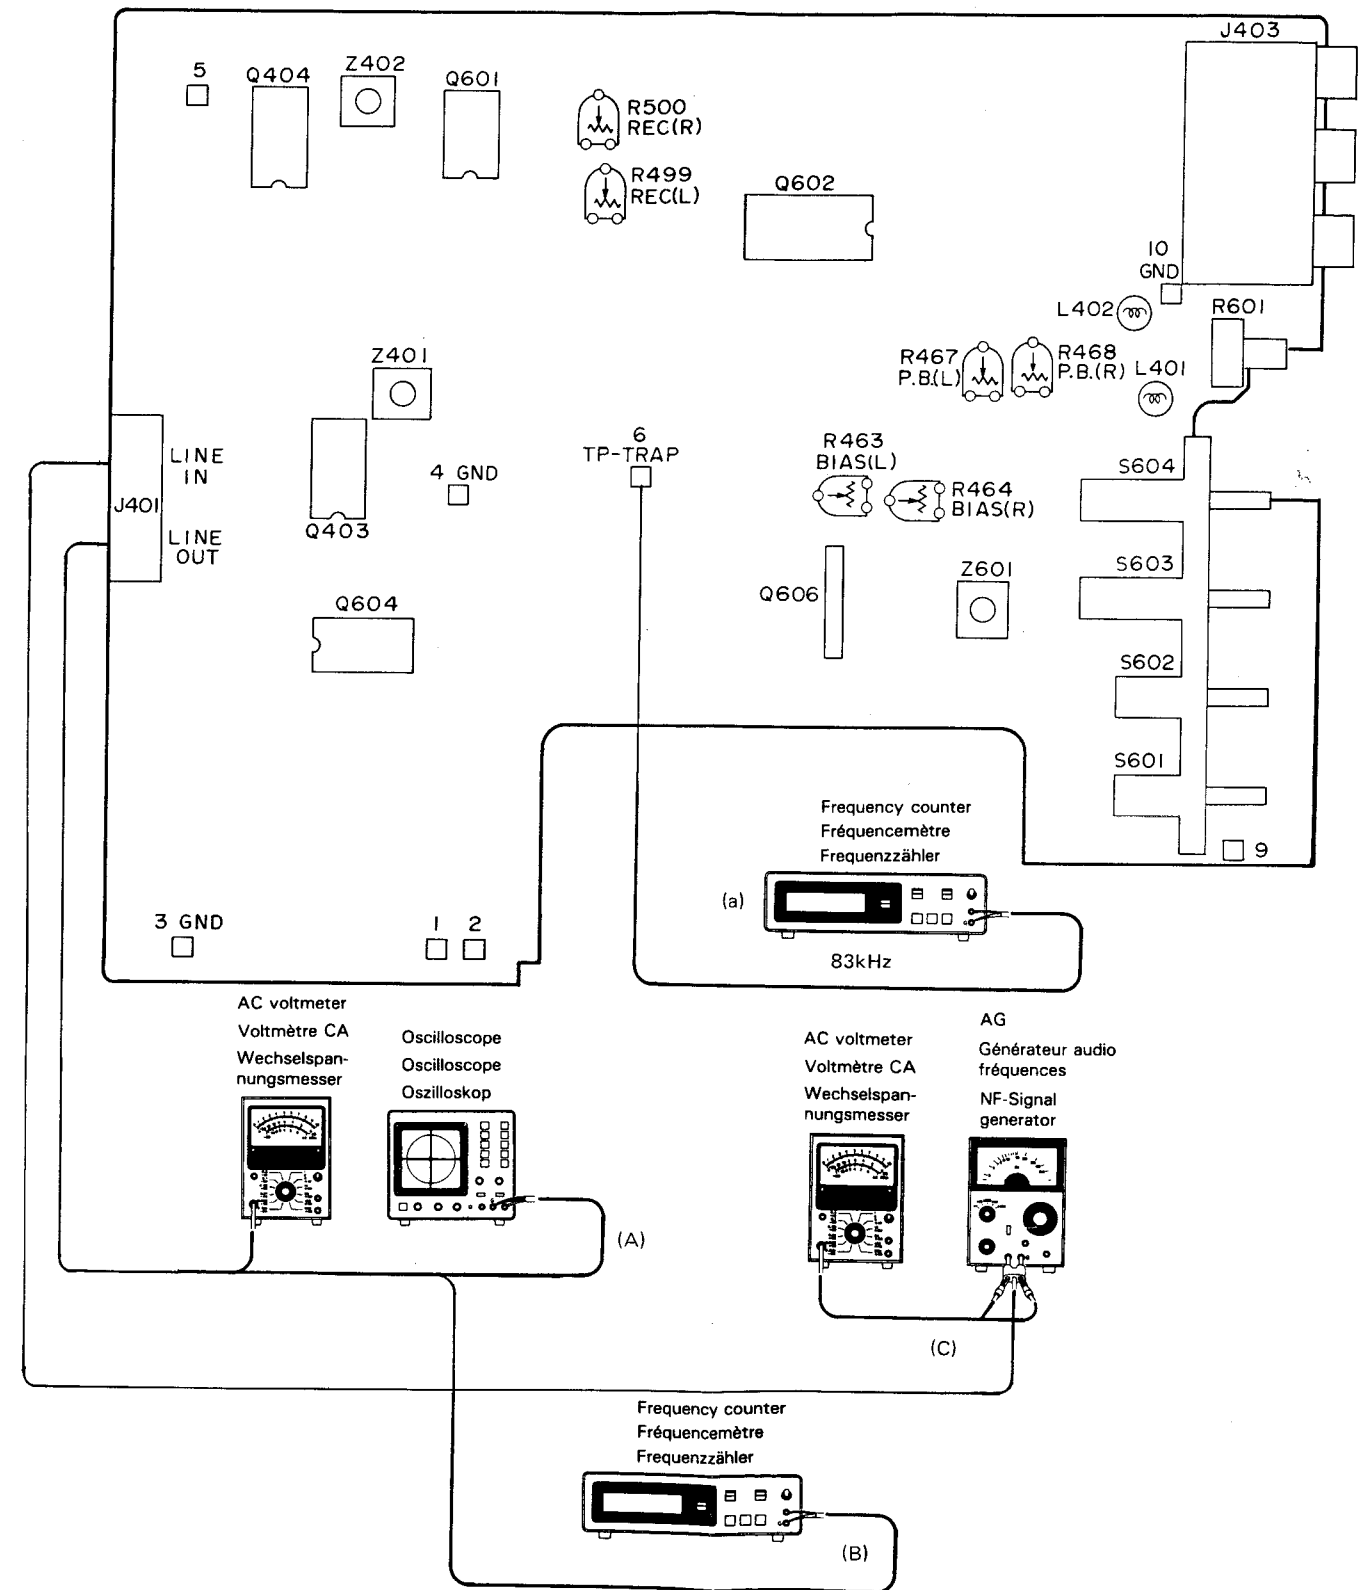 J403
5
Q404
Z402
Q601
R500
REC(R)
R499
REC(L)
Q602
10
GND
L402
R601
Z401
R467
P.B.(L)
R468
P.B.(R)
L401
LINE
IN
J401
LINE
OUT
4 GND
Q403
6
TP-TRAP
R463
BIAS(L)
R464
BIAS(R)
S604
S603
Q606
Z601
Q604
S602
S601
9
Frequency counter
Fréquencemètre
Frequenzzähler
(a)
83kHz
3 GND
1
2
AC voltmeter
Voltmètre CA
Wechselspan-
nungsmesser
Oscilloscope
Oscilloscope
Oszilloskop
(A)
AC voltmeter
Voltmètre CA
Wechselspan-
nungsmesser
AG
Générateur audio
fréquences
NF-Signal
generator
(C)
Frequency counter
Fréquencemètre
Frequenzzähler
(B)